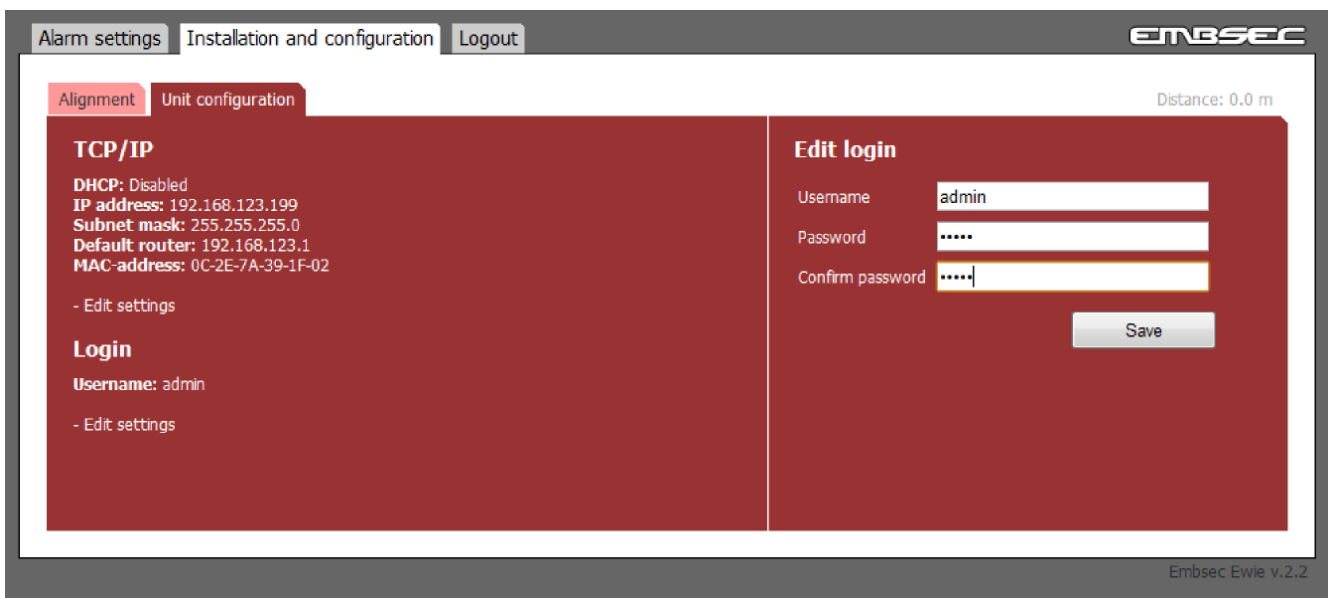 Alarm settings Installation and configuration Logout EMBSEC
Alignment Unit configuration Distance: 0.0 m
TCP/IP
DHCP: Disabled
IP address: 192.168.123.199
Subnet mask: 255.255.255.0
Default router: 192.168.123.1
MAC-address: 0C-2E-7A-39-1F-02
- Edit settings
Login
Username: admin
- Edit settings
Edit login
Username admin
Password •••••
Confirm password •••••
Save
Embsec Ewie v.2.2